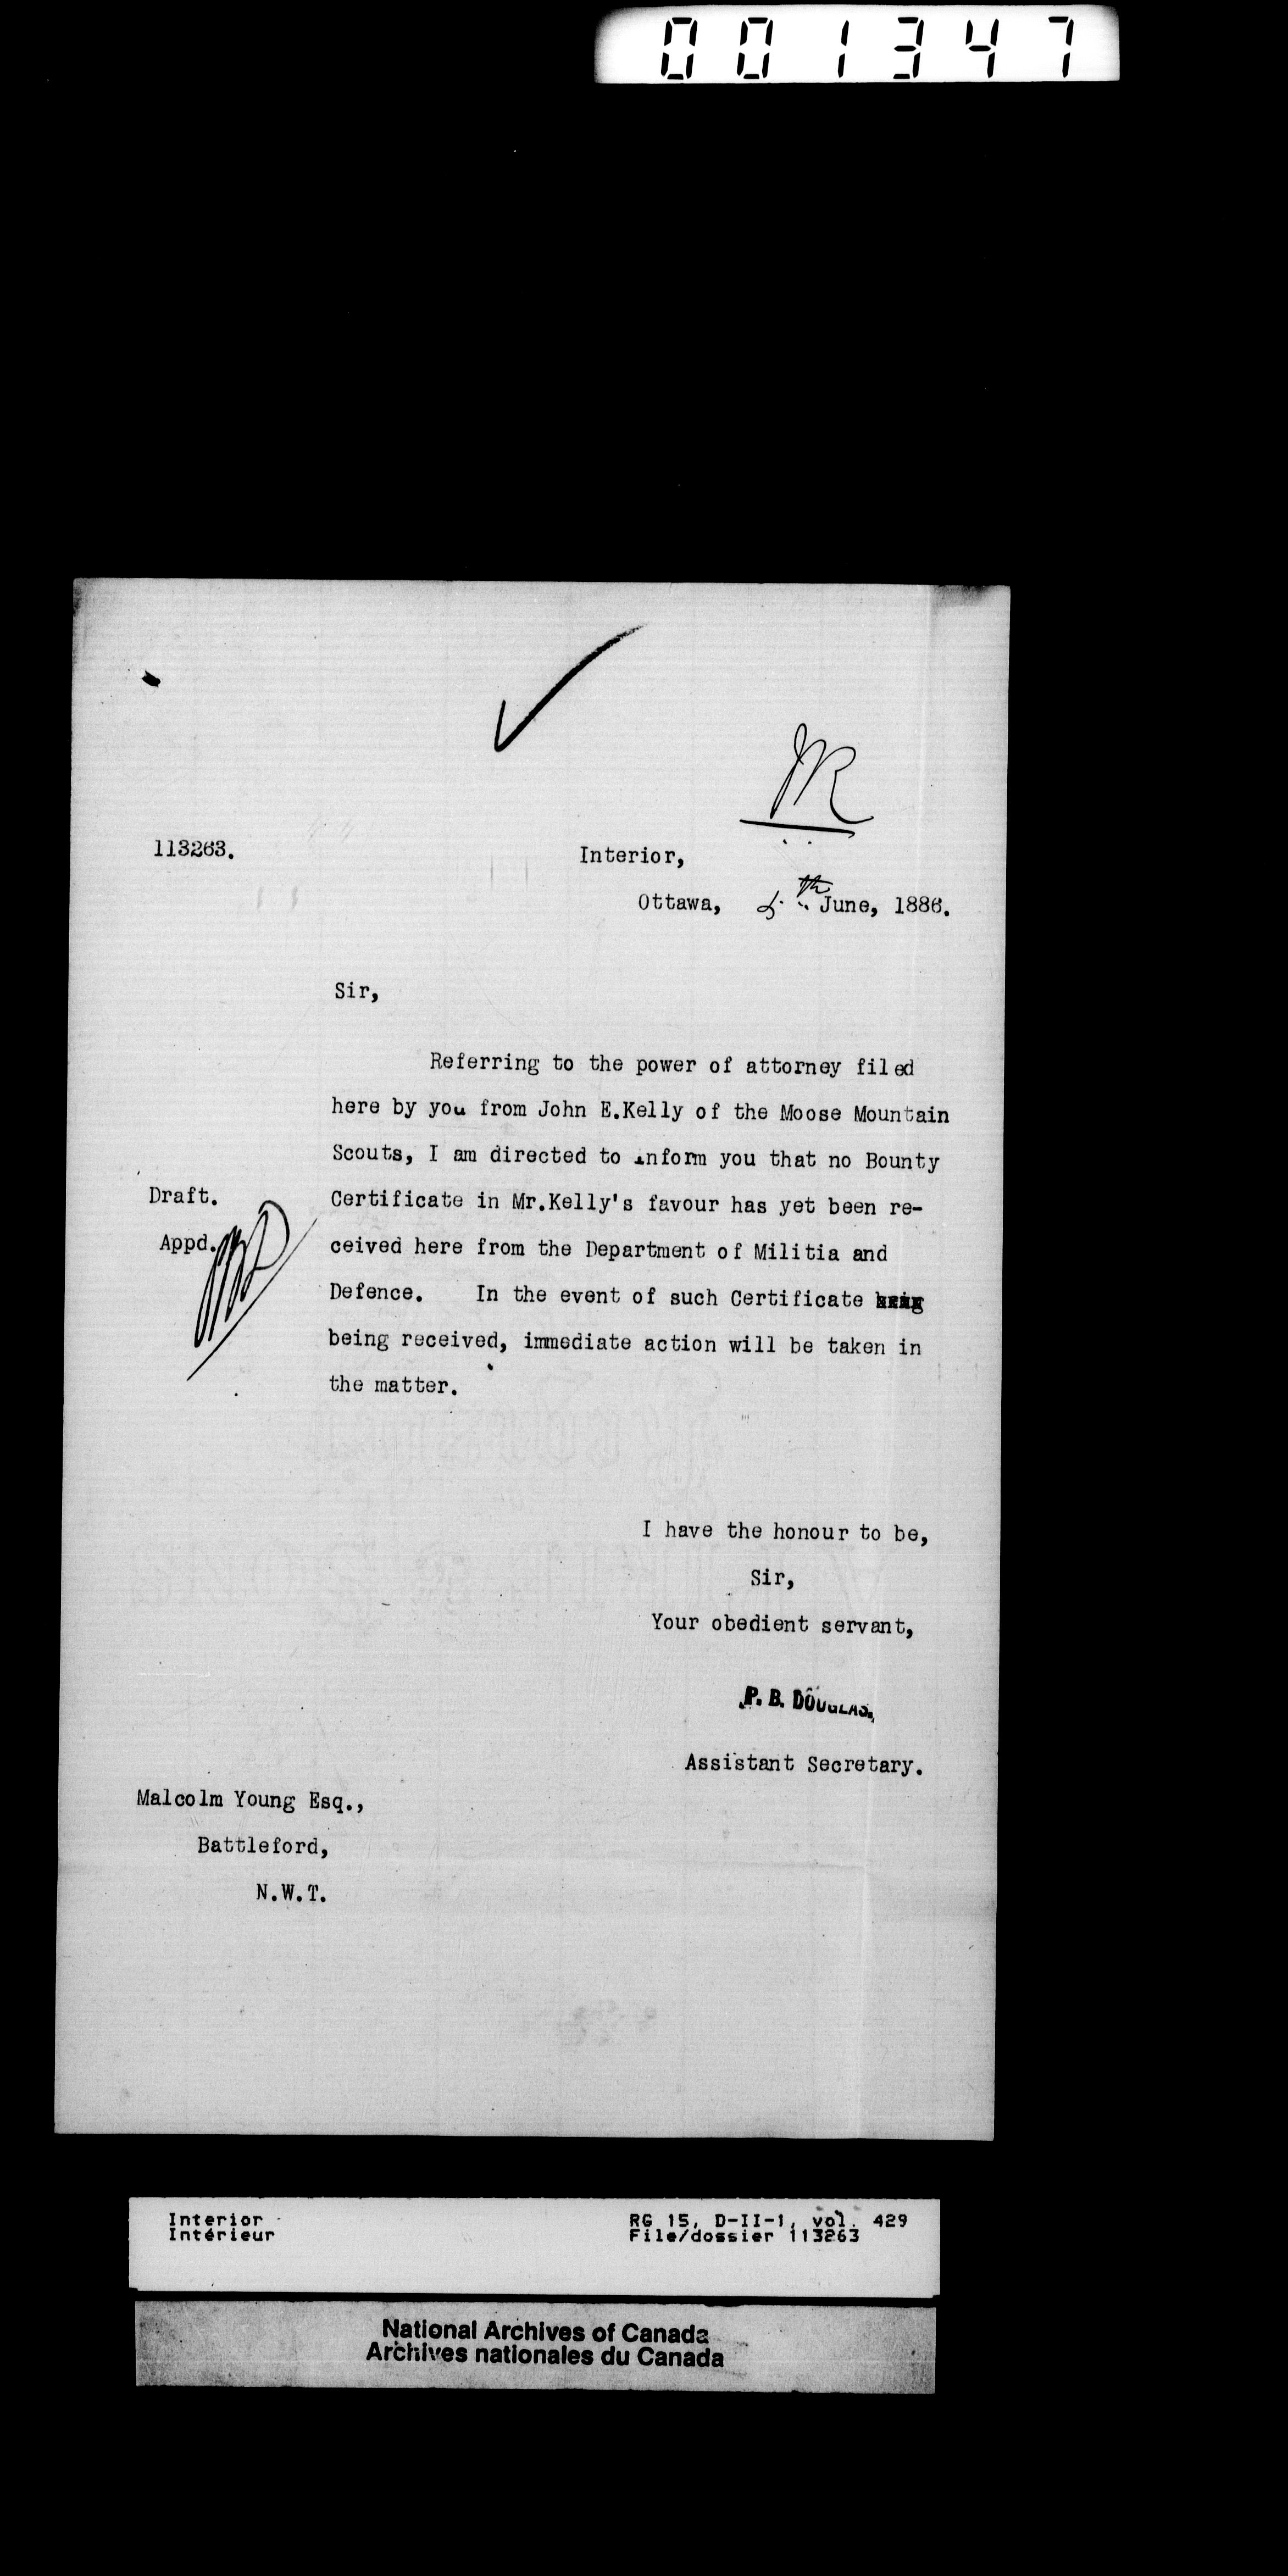 001347
113263.
Interior,
Ottawa, 5th June, 1886.
Sir,
Referring to the power of attorney filed
here by you from John E.Kelly of the Moose Mountain
Scouts, I am directed to inform you that no Bounty
Draft.
Certificate in Mr.Kelly's favour has yet been re-
Appd.
ceived here from the Department of Militia and
Defence. In the event of such Certificate
being received, immediate action will be taken in
the matter.
I have the honour to be,
Sir,
Your obedient servant,
P. B. DOUGLAS.
Assistant Secretary.
Malcolm Young Esq.,
Battleford,
N.W.T.
Interior
Intérieur
RG 15, D-II-1, vol. 429
File/dossier 113263
National Archives of Canada
Archives nationales du Canada